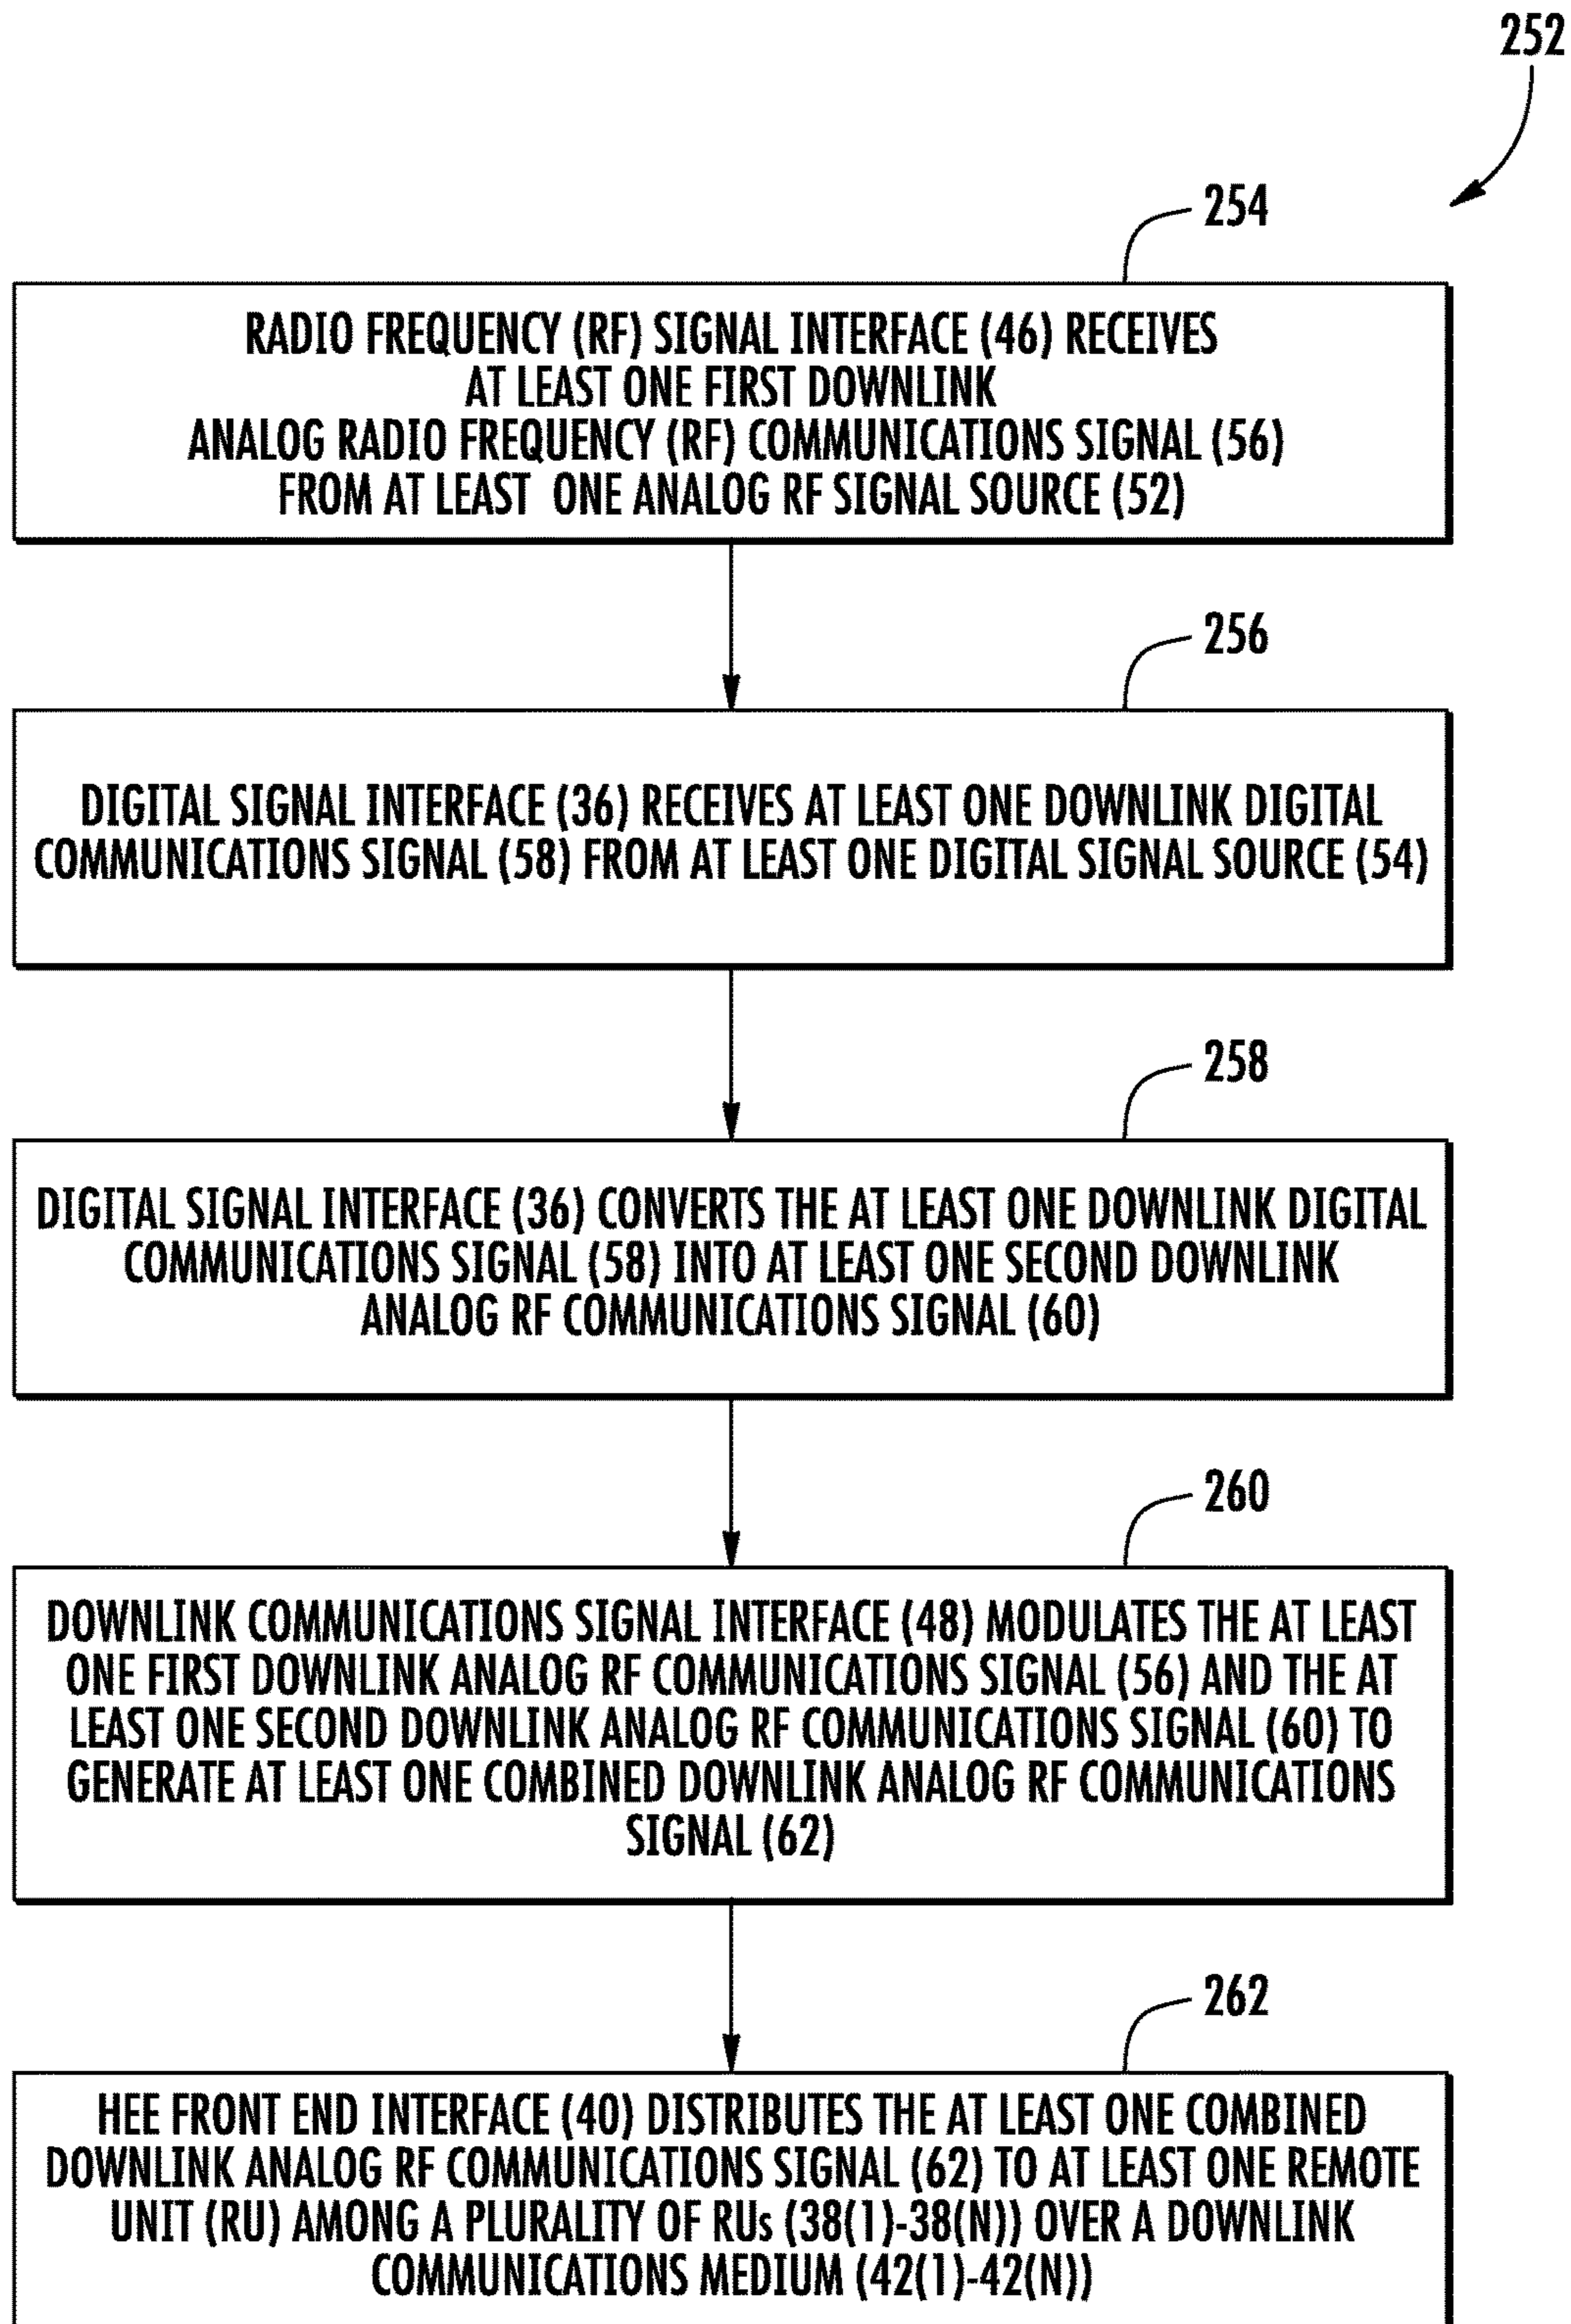 252
254
RADIO FREQUENCY (RF) SIGNAL INTERFACE (46) RECEIVES
AT LEAST ONE FIRST DOWNLINK
ANALOG RADIO FREQUENCY (RF) COMMUNICATIONS SIGNAL (56)
FROM AT LEAST ONE ANALOG RF SIGNAL SOURCE (52)
256
DIGITAL SIGNAL INTERFACE (36) RECEIVES AT LEAST ONE DOWNLINK DIGITAL
COMMUNICATIONS SIGNAL (58) FROM AT LEAST ONE DIGITAL SIGNAL SOURCE (54)
258
DIGITAL SIGNAL INTERFACE (36) CONVERTS THE AT LEAST ONE DOWNLINK DIGITAL
COMMUNICATIONS SIGNAL (58) INTO AT LEAST ONE SECOND DOWNLINK
ANALOG RF COMMUNICATIONS SIGNAL (60)
260
DOWNLINK COMMUNICATIONS SIGNAL INTERFACE (48) MODULATES THE AT LEAST
ONE FIRST DOWNLINK ANALOG RF COMMUNICATIONS SIGNAL (56) AND THE AT
LEAST ONE SECOND DOWNLINK ANALOG RF COMMUNICATIONS SIGNAL (60) TO
GENERATE AT LEAST ONE COMBINED DOWNLINK ANALOG RF COMMUNICATIONS
SIGNAL (62)
262
HEE FRONT END INTERFACE (40) DISTRIBUTES THE AT LEAST ONE COMBINED
DOWNLINK ANALOG RF COMMUNICATIONS SIGNAL (62) TO AT LEAST ONE REMOTE
UNIT (RU) AMONG A PLURALITY OF RUs (38(1)-38(N)) OVER A DOWNLINK
COMMUNICATIONS MEDIUM (42(1)-42(N))